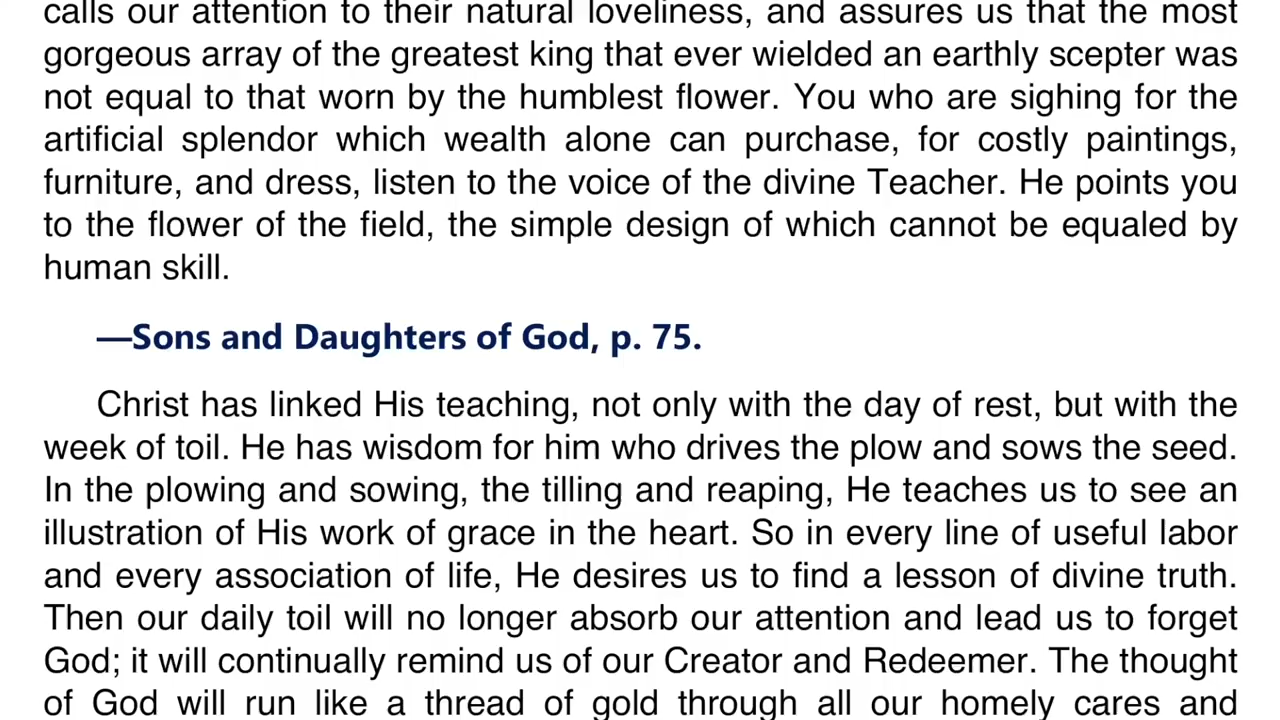 calls our attention to their natural loveliness, and assures us that the most
gorgeous array of the greatest king that ever wielded an earthly scepter was
not equal to that worn by the humblest flower. You who are sighing for the
artificial splendor which wealth alone can purchase, for costly paintings,
furniture, and dress, listen to the voice of the divine Teacher. He points you
to the flower of the field, the simple design of which cannot be equaled by
human skill.
—Sons and Daughters of God, p. 75.
Christ has linked His teaching, not only with the day of rest, but with the
week of toil. He has wisdom for him who drives the plow and sows the seed.
In the plowing and sowing, the tilling and reaping, He teaches us to see an
illustration of His work of grace in the heart. So in every line of useful labor
and every association of life, He desires us to find a lesson of divine truth.
Then our daily toil will no longer absorb our attention and lead us to forget
God; it will continually remind us of our Creator and Redeemer. The thought
of God will run like a thread of gold through all our homely cares and